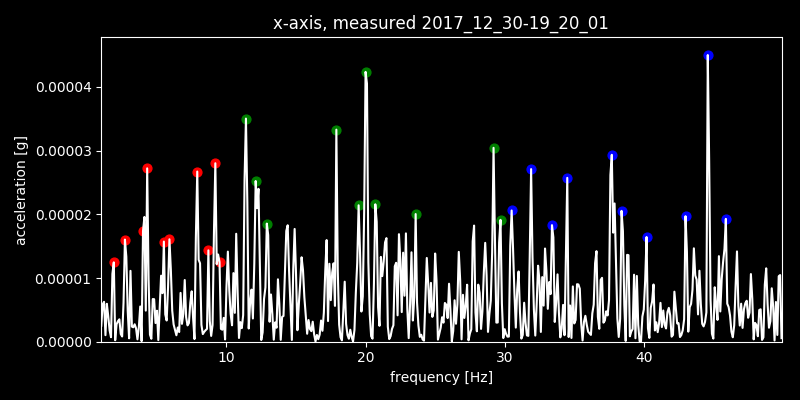 x-axis, measured 2017_12_30-19_20_01
acceleration [g]
0.00004
0.00003
0.00002
0.00001
0.00000
10 20 30 40
frequency [Hz]